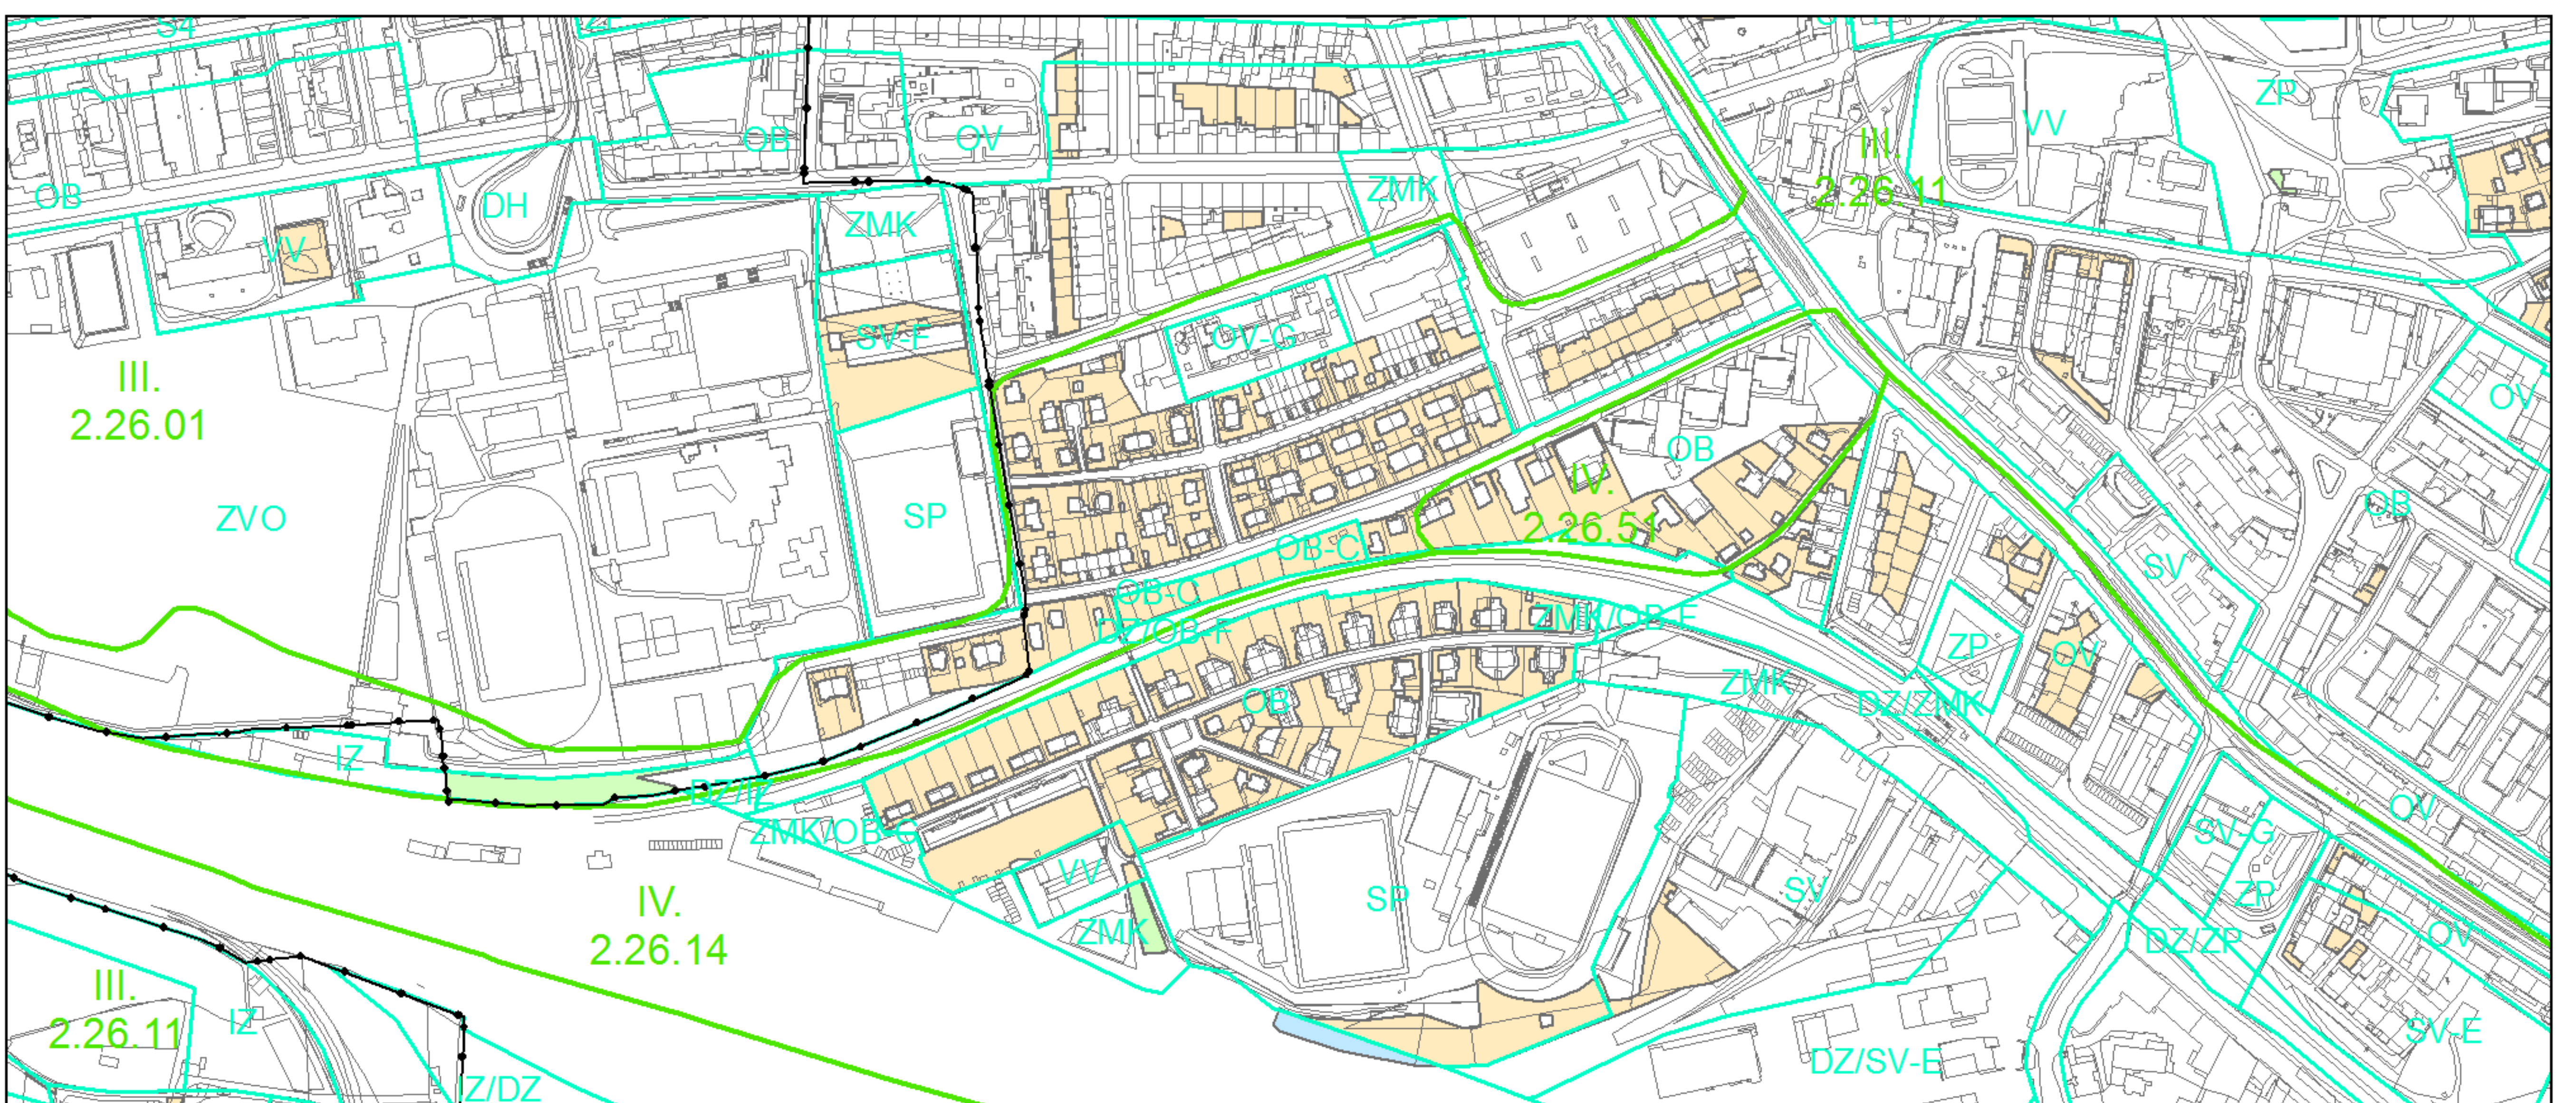 S4
OB
OV
VV
ZP
III.
2.26.11
OB
DH
ZMK
ZMK
VV
SV-F
OV-G
III.
2.26.01
OV
OB
IV.
2.26.51
OB
ZVO
SP
OB-C
SV
OB-C
DZ/OB-F
ZMK/OB-F
ZP
OV
ZMK
DZ/ZMK
OB
IZ
DZ/IZ
ZMK/OB-G
OV
SV-G
VV
SP
SV
ZP
IV.
2.26.14
ZMK
DZ/ZP
OV
III.
2.26.11
IZ
SV-E
DZ/SV-E
IZ/DZ